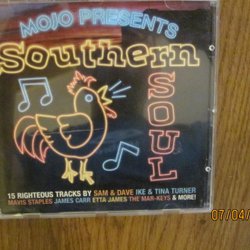 MOJO PRESENTS
Southern
SOUL
15 RIGHTEOUS TRACKS BY SAM & DAVE IKE & TINA TURNER
MAVIS STAPLES JAMES CARR ETTA JAMES THE MAR-KEYS & MORE!
07/04/